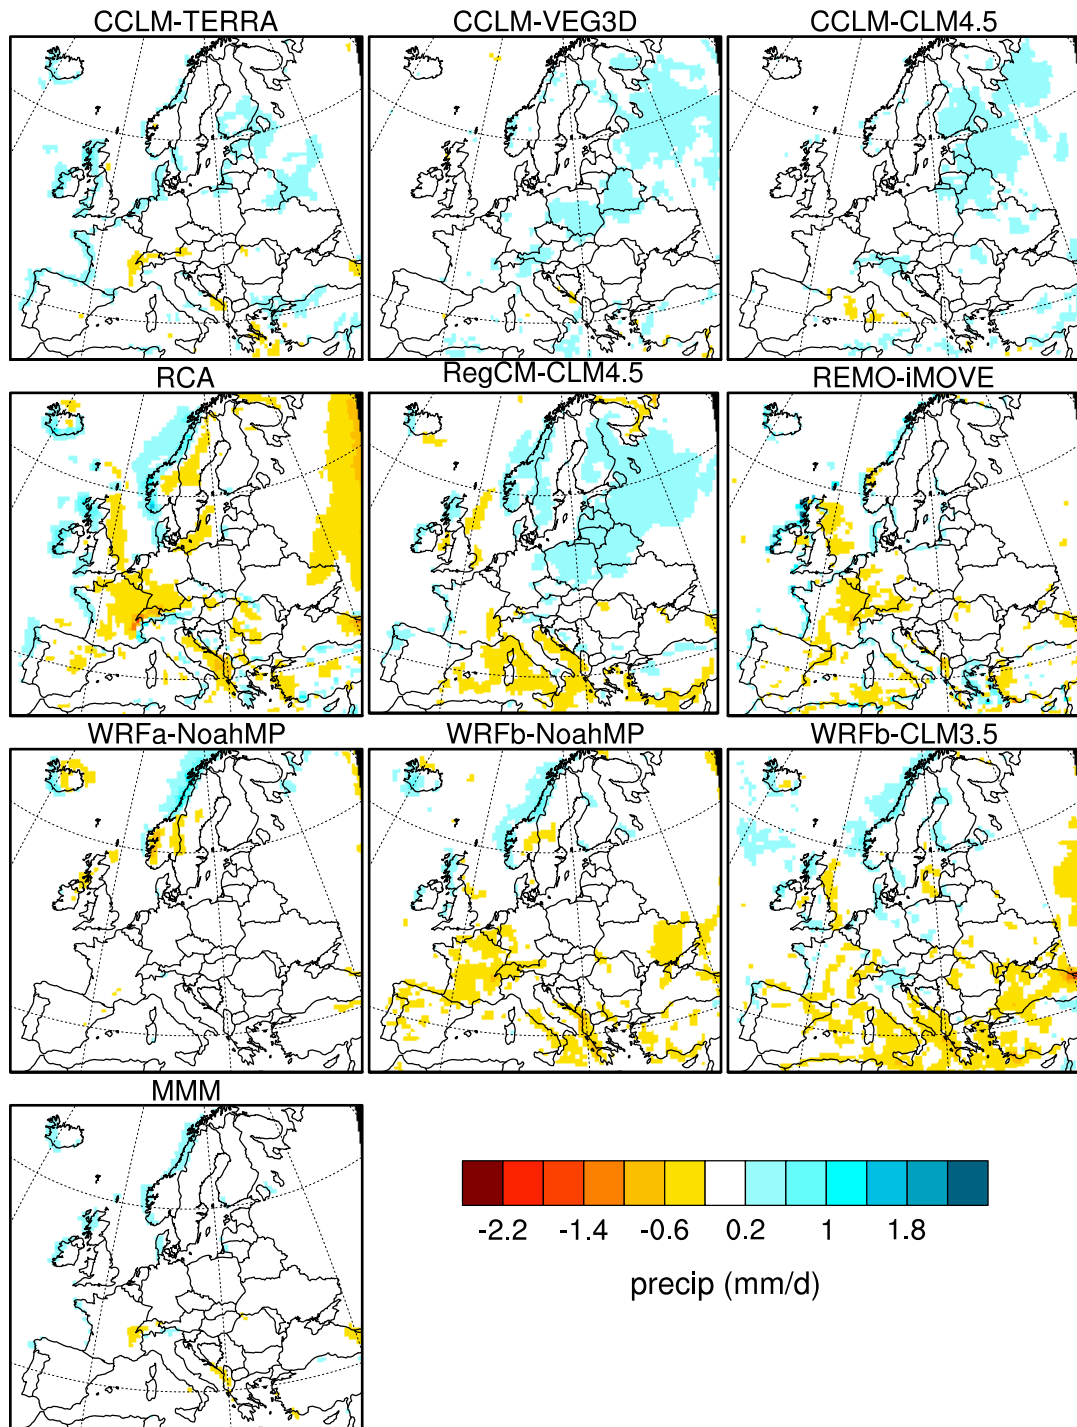 CCLM-TERRA CCLM-VEG3D CCLM-CLM4.5
RCA RegCM-CLM4.5 REMO-iMOVE
WRFa-NoahMP WRFb-NoahMP WRFb-CLM3.5
MMM
-2.2 -1.4 -0.6 0.2 1 1.8
precip (mm/d)